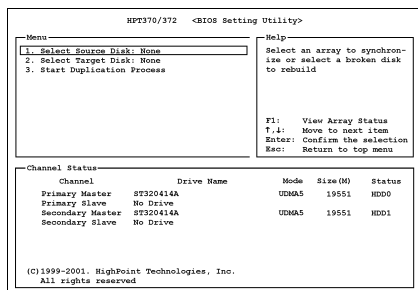 HPT370/372 <BIOS Setting Utility>
Menu
1. Select Source Disk: None
2. Select Target Disk: None
3. Start Duplication Process
Help
Select an array to synchron-
ize or select a broken disk
to rebuild
F1: View Array Status
↑,↓: Move to next item
Enter: Confirm the selection
Esc: Return to top menu
Channel Status
Channel Drive Name Mode Size(M) Status
Primary Master ST320414A UDMA5 19551 HDD0
Primary Slave No Drive
Secondary Master ST320414A UDMA5 19551 HDD1
Secondary Slave No Drive
(C)1999-2001. HighPoint Technologies, Inc.
All rights reserved